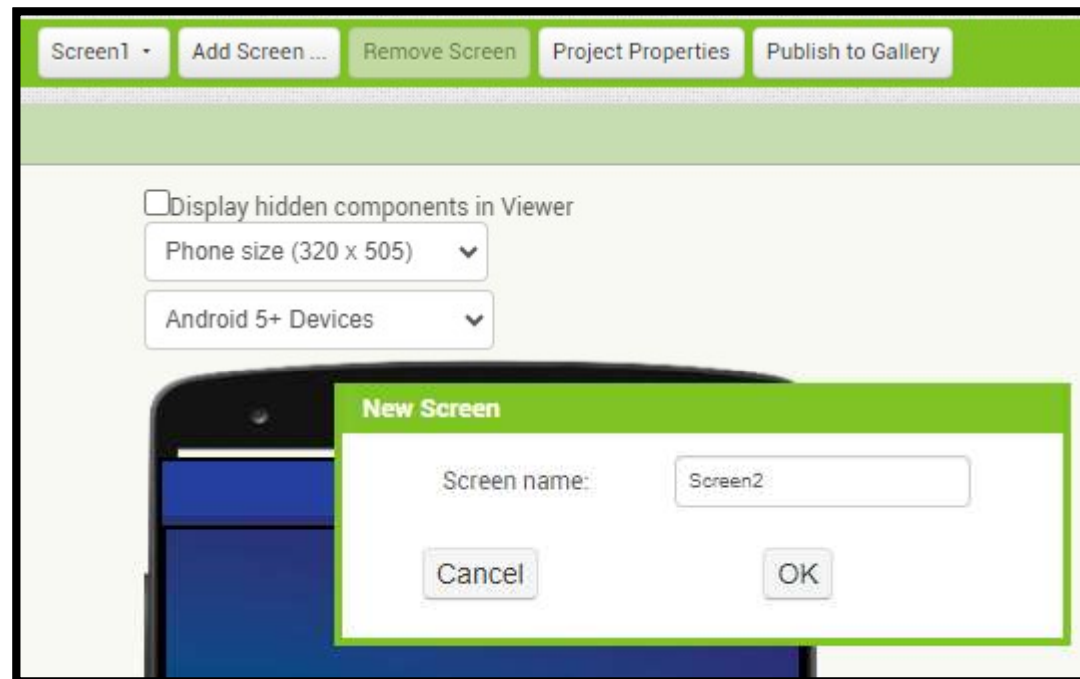 Screen1
Add Screen ...
Remove Screen
Project Properties
Publish to Gallery
Display hidden components in Viewer
Phone size (320 x 505)
Android 5+ Devices
New Screen
Screen name:
Screen2
Cancel
OK